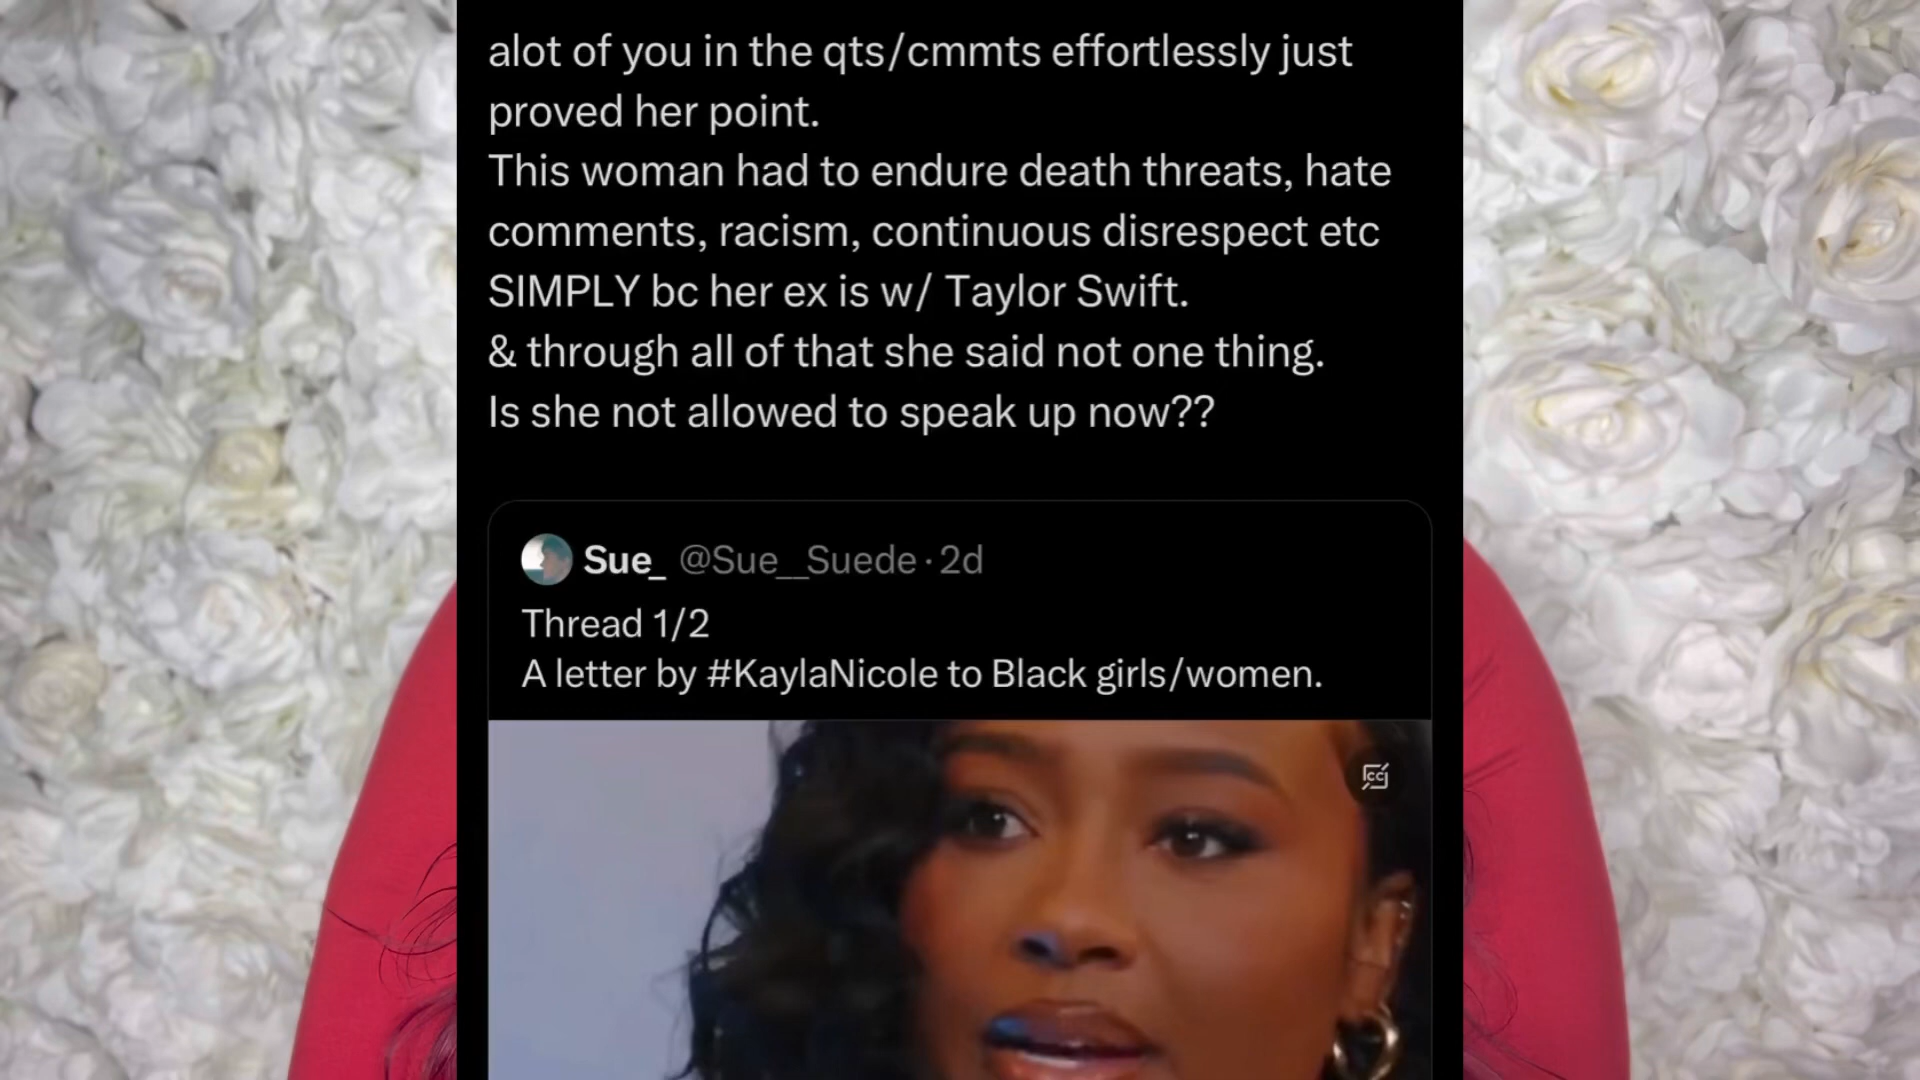 alot of you in the qts/cmmts effortlessly just
proved her point.
This woman had to endure death threats, hate
comments, racism, continuous disrespect etc
SIMPLY bc her ex is w/ Taylor Swift.
& through all of that she said not one thing.
Is she not allowed to speak up now??
Sue_ @Sue__Suede · 2d
Thread 1/2
A letter by #KaylaNicole to Black girls/women.
CC